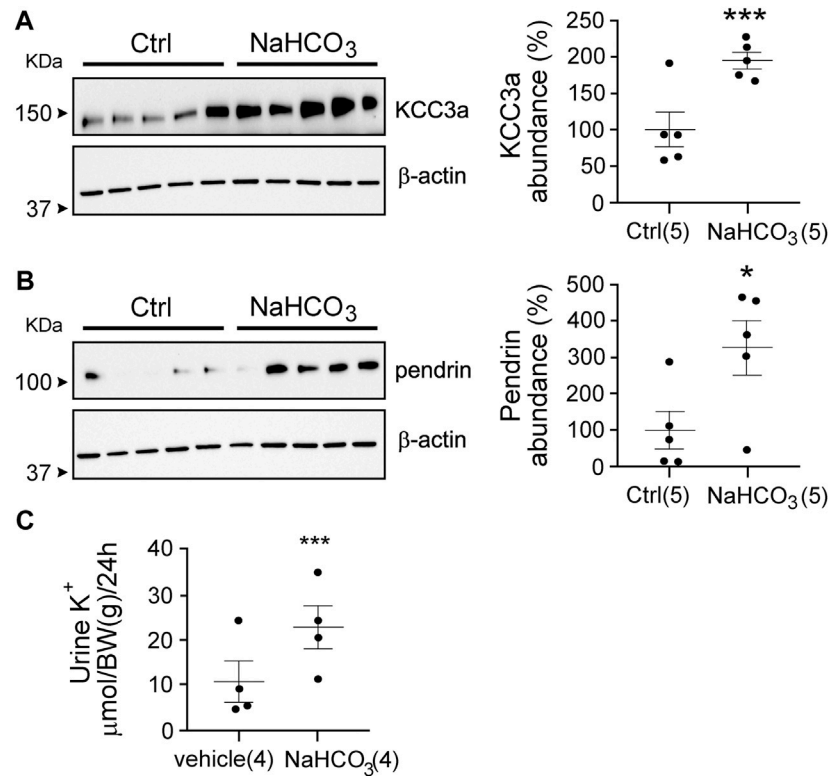 A
Ctrl NaHCO₃
KDa
150
KCC3a
β-actin
37
KCC3a
abundance (%)
250
200
150
100
50
0
***
Ctrl(5) NaHCO₃(5)
B
Ctrl NaHCO₃
KDa
100
pendrin
β-actin
37
Pendrin
abundance (%)
500
400
300
200
100
0
*
Ctrl(5) NaHCO₃(5)
C
Urine K⁺
μmol/BW(g)/24h
40
30
20
10
0
***
vehicle(4) NaHCO₃(4)